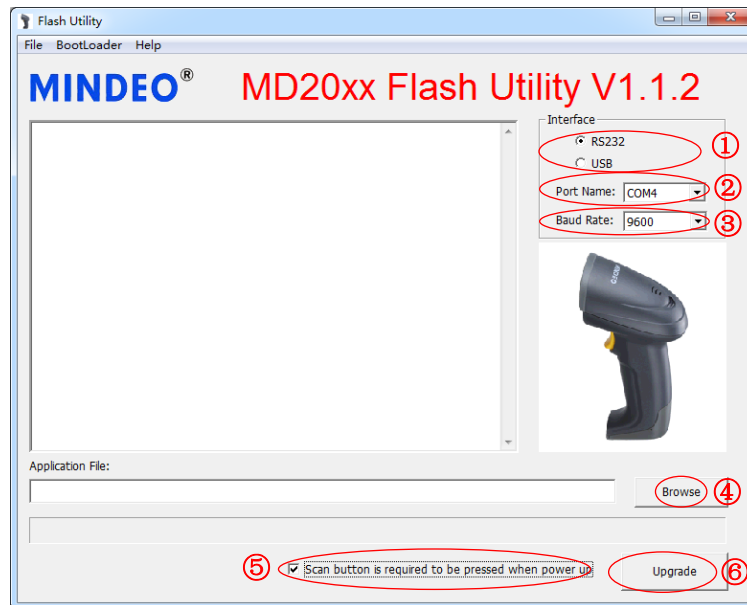 Flash Utility
File BootLoader Help
MINDEO® MD20xx Flash Utility V1.1.2
Interface
RS232 ①
USB
Port Name: COM4 ②
Baud Rate: 9600 ③
Application File:
Browse ④
⑤ Scan button is required to be pressed when power up
Upgrade ⑥